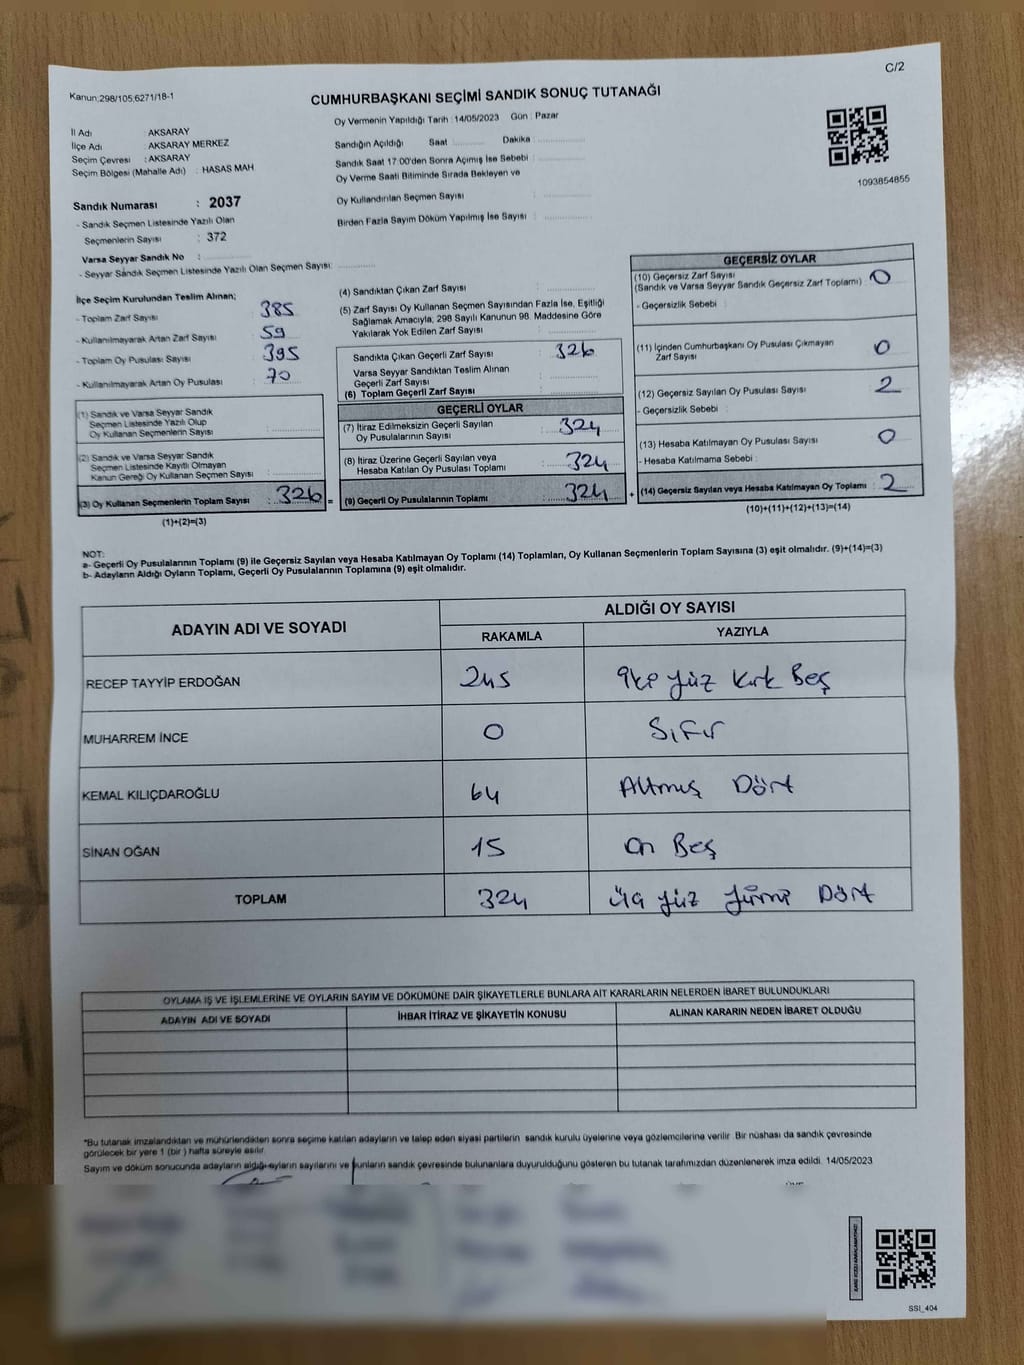 C/2
Kanun:298/105,6271/18-1
CUMHURBAŞKANI SEÇİMİ SANDIK SONUÇ TUTANAĞI
Oy Vermenin Yapıldığı Tarih : 14/05/2023 Gün : Pazar
İl Adı : AKSARAY
İlçe Adı : AKSARAY MERKEZ
Seçim Çevresi : AKSARAY
Seçim Bölgesi (Mahalle Adı) : HASAS MAH
Sandığın Açıldığı Saat Dakika
Sandık Saat 17:00'den Sonra Açımış İse Sebebi :
Oy Verme Saati Bitiminde Sırada Bekleyen ve
Oy Kullandırılan Seçmen Sayısı :
Birden Fazla Sayım Döküm Yapılmış İse Sayısı :
1093854855
Sandık Numarası : 2037
- Sandık Seçmen Listesinde Yazılı Olan
Seçmenlerin Sayısı : 372
Varsa Seyyar Sandık No :
- Seyyar Sandık Seçmen Listesinde Yazılı Olan Seçmen Sayısı:
İlçe Seçim Kurulundan Teslim Alınan;
- Toplam Zarf Sayısı : 385
- Kullanılmayarak Artan Zarf Sayısı : 59
- Toplam Oy Pusulası Sayısı : 395
- Kullanılmayarak Artan Oy Pusulası : 70
(1) Sandık ve Varsa Seyyar Sandık
Seçmen Listesinde Yazılı Olup
Oy Kullanan Seçmenlerin Sayısı :
(2) Sandık ve Varsa Seyyar Sandık
Seçmen Listesinde Kayıtlı Olmayan
Kanun Gereği Oy Kullanan Seçmen Sayısı :
(3) Oy Kullanan Seçmenlerin Toplam Sayısı : 326 =
(1)+(2)=(3)
(4) Sandıktan Çıkan Zarf Sayısı :
(5) Zarf Sayısı Oy Kullanan Seçmen Sayısından Fazla İse, Eşitliği
Sağlamak Amacıyla, 298 Sayılı Kanunun 98. Maddesine Göre
Yakılarak Yok Edilen Zarf Sayısı :
Sandıkta Çıkan Geçerli Zarf Sayısı : 326
Varsa Seyyar Sandıktan Teslim Alınan
Geçerli Zarf Sayısı
(6) Toplam Geçerli Zarf Sayısı :
GEÇERLİ OYLAR
(7) İtiraz Edilmeksizin Geçerli Sayılan
Oy Pusulalarının Sayısı : 324
(8) İtiraz Üzerine Geçerli Sayılan veya
Hesaba Katılan Oy Pusulası Toplamı : 324
(9) Geçerli Oy Pusulalarının Toplamı : 324 +
GEÇERSİZ OYLAR
(10) Geçersiz Zarf Sayısı
(Sandık ve Varsa Seyyar Sandık Geçersiz Zarf Toplamı) : 0
- Geçersizlik Sebebi :
(11) İçinden Cumhurbaşkanı Oy Pusulası Çıkmayan
Zarf Sayısı : 0
(12) Geçersiz Sayılan Oy Pusulası Sayısı : 2
- Geçersizlik Sebebi :
(13) Hesaba Katılmayan Oy Pusulası Sayısı : 0
- Hesaba Katılmama Sebebi :
(14) Geçersiz Sayılan veya Hesaba Katılmayan Oy Toplamı : 2
(10)+(11)+(12)+(13)=(14)
NOT:
a- Geçerli Oy Pusulalarının Toplamı (9) ile Geçersiz Sayılan veya Hesaba Katılmayan Oy Toplamı (14) Toplamları, Oy Kullanan Seçmenlerin Toplam Sayısına (3) eşit olmalıdır. (9)+(14)=(3)
b- Adayların Aldığı Oyların Toplamı, Geçerli Oy Pusulalarının Toplamına (9) eşit olmalıdır.
ADAYIN ADI VE SOYADI ALDIĞI OY SAYISI
RAKAMLA YAZIYLA
RECEP TAYYİP ERDOĞAN 245 İki yüz kırk Beş
MUHARREM İNCE 0 Sıfır
KEMAL KILIÇDAROĞLU 64 Altmış Dört
SİNAN OĞAN 15 On Beş
TOPLAM 324 Üç yüz yirmi Dört
OYLAMA İŞ VE İŞLEMLERİNE VE OYLARIN SAYIM VE DÖKÜMÜNE DAİR ŞİKAYETLERLE BUNLARA AİT KARARLARIN NELERDEN İBARET BULUNDUKLARI
ADAYIN ADI VE SOYADI İHBAR İTİRAZ VE ŞİKAYETİN KONUSU ALINAN KARARIN NEDEN İBARET OLDUĞU
*Bu tutanak imzalandıktan ve mühürlendikten sonra seçime katılan adayların ve talep eden siyasi partilerin sandık kurulu üyelerine veya gözlemcilerine verilir. Bir nüshası da sandık çevresinde
görülecek bir yere 1 (bir ) hafta süreyle asılır.
Sayım ve döküm sonucunda adayların aldığı oyların sayılarını ve bunların sandık çevresinde bulunanlara duyurulduğunu gösteren bu tutanak tarafımızdan düzenlenerek imza edildi. 14/05/2023
SSI_404